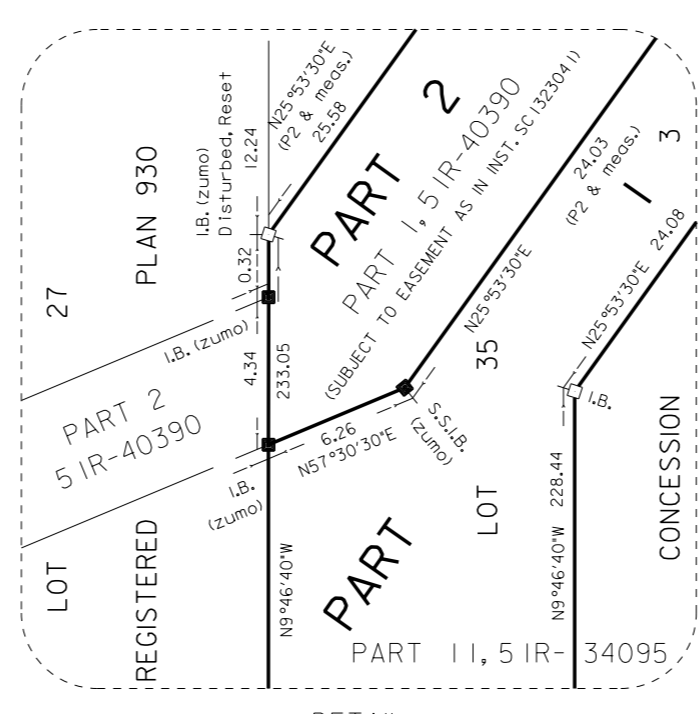 N25°53'30"E
(P2 & meas.)
25.58
I.B. (zumo)
Disturbed, Reset
12.24
PLAN 930
27
0.32
I.B. (zumo)
4.34
233.05
PART 2
PART 1, 51R-40390
(SUBJECT TO EASEMENT AS IN INST. SC1323041)
24.03
(P2 & meas.)
N25°53'30"E
1
3
N25°53'30"E 24.08
35
I.B.
S.S.I.B.
(zumo)
PART 2
51R-40390
6.26
N57°30'30"E
I.B.
(zumo)
LOT
REGISTERED
N9°46'40"W
PART
LOT
228.44
N9°46'40"W
CONCESSION
PART 11, 51R-34095